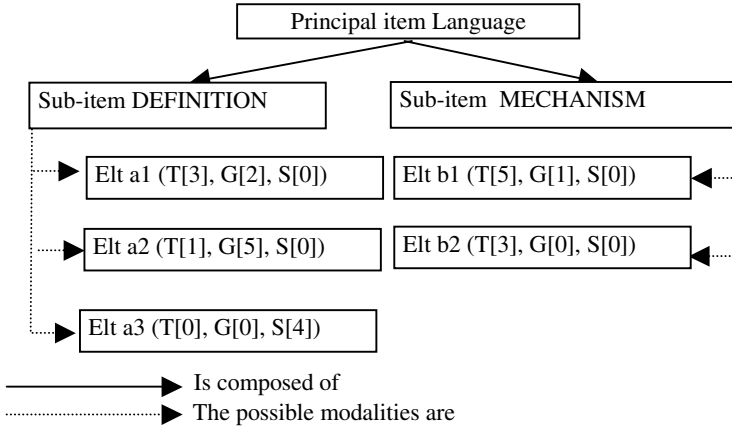 Principal item Language
Sub-item DEFINITION
Sub-item MECHANISM
Elt a1 (T[3], G[2], S[0])
Elt b1 (T[5], G[1], S[0])
Elt a2 (T[1], G[5], S[0])
Elt b2 (T[3], G[0], S[0])
Elt a3 (T[0], G[0], S[4])
Is composed of
The possible modalities are